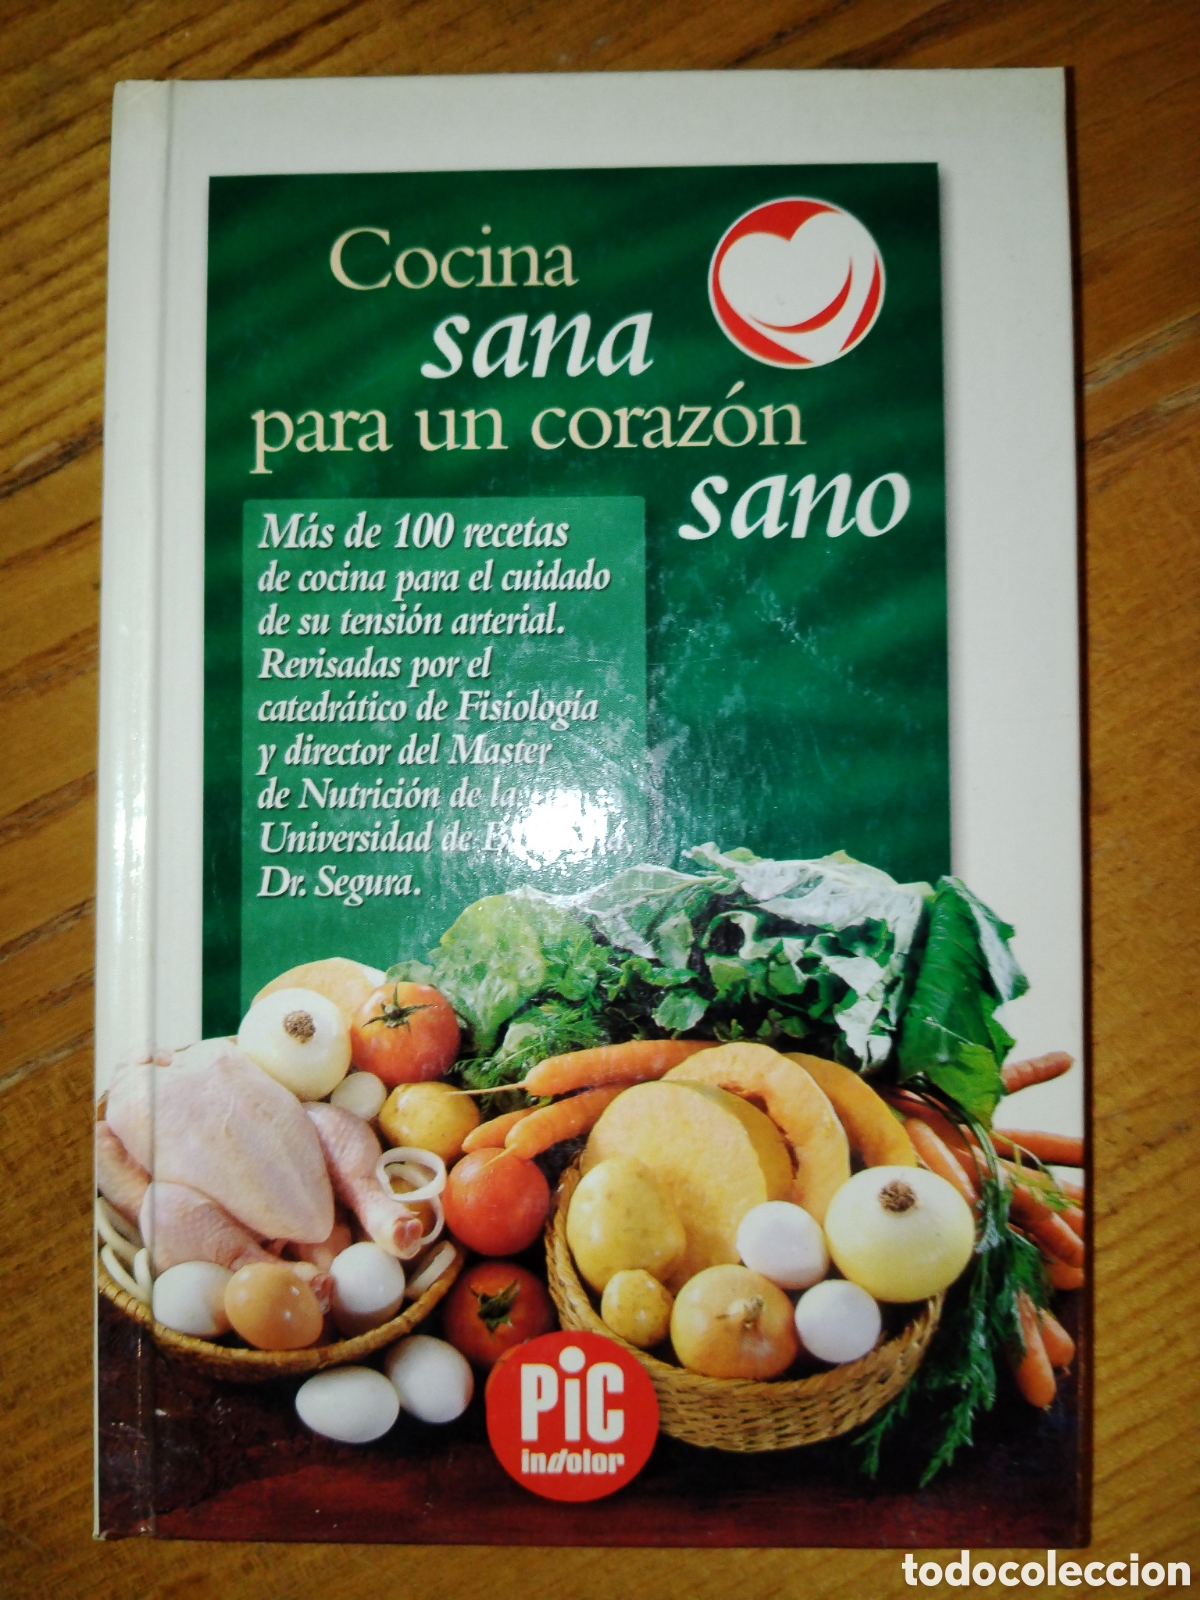 Cocina
sana
para un corazón
sano
Más de 100 recetas
de cocina para el cuidado
de su tensión arterial.
Revisadas por el
catedrático de Fisiología
y director del Master
de Nutrición de la
Universidad de
Dr. Segura.
PiC
indolor
todocoleccion